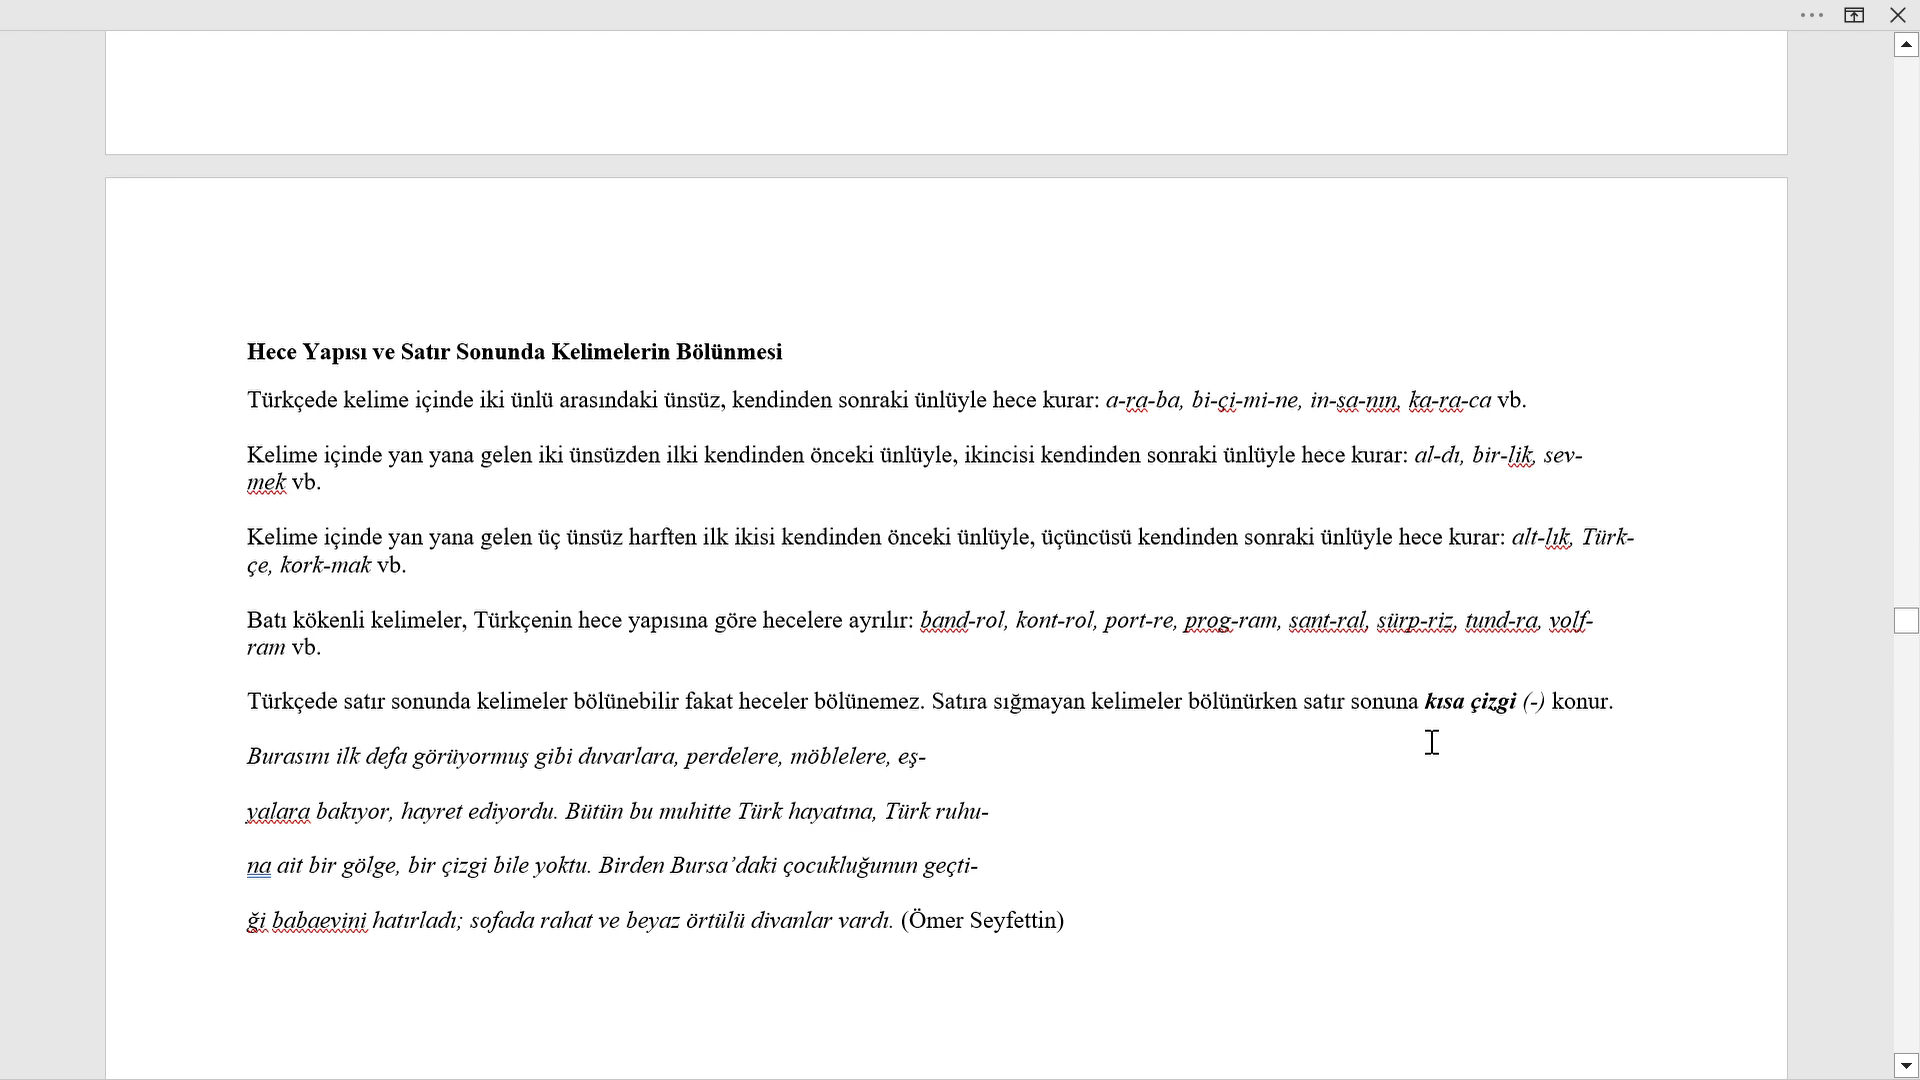 Hece Yapısı ve Satır Sonunda Kelimelerin Bölünmesi
Türkçede kelime içinde iki ünlü arasındaki ünsüz, kendinden sonraki ünlüyle hece kurar: a-ra-ba, bi-çi-mi-ne, in-sa-nın, ka-ra-ca vb.
Kelime içinde yan yana gelen iki ünsüzden ilki kendinden önceki ünlüyle, ikincisi kendinden sonraki ünlüyle hece kurar: al-dı, bir-lik, sev-
mek vb.
Kelime içinde yan yana gelen üç ünsüz harften ilk ikisi kendinden önceki ünlüyle, üçüncüsü kendinden sonraki ünlüyle hece kurar: alt-lık, Türk-
çe, kork-mak vb.
Batı kökenli kelimeler, Türkçenin hece yapısına göre hecelere ayrılır: band-rol, kont-rol, port-re, prog-ram, sant-ral, sürp-riz, tund-ra, volf-
ram vb.
Türkçede satır sonunda kelimeler bölünebilir fakat heceler bölünemez. Satıra sığmayan kelimeler bölünürken satır sonuna kısa çizgi (-) konur.
Burasını ilk defa görüyormuş gibi duvarlara, perdelere, möblelere, eş-
yalara bakıyor, hayret ediyordu. Bütün bu muhitte Türk hayatına, Türk ruhu-
na ait bir gölge, bir çizgi bile yoktu. Birden Bursa’daki çocukluğunun geçti-
ği babaevini hatırladı; sofada rahat ve beyaz örtülü divanlar vardı. (Ömer Seyfettin)